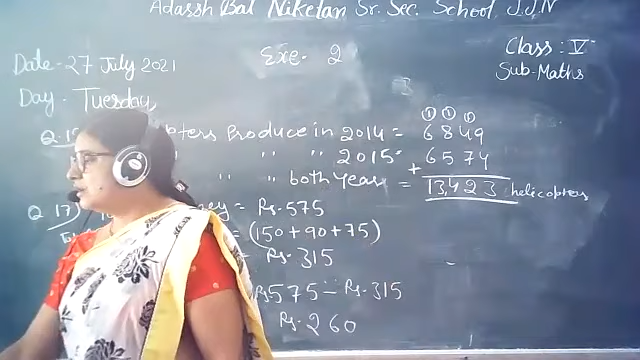 Adarsh Bal Niketan Sr. Sec. School, JJN
Exe- 2
Class: V
Sub-Maths
Date-27 July 2021
Day- Tuesday
Produce in 2014 = 6849
" " 2015- + 6574
" " both Year = 13,423 helicopters
Q 17) = Rs. 575
= (150+90+75)
= Rs. 315
Rs 575 - Rs. 315
Rs. 260